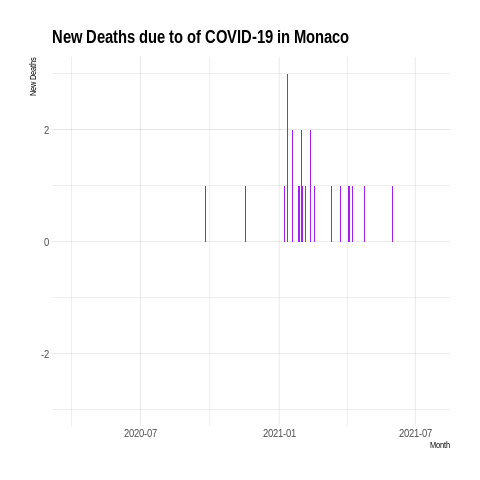 New Deaths due to of COVID-19 in Monaco
New Deaths
2
0
-2
2020-07
2021-01
2021-07
Month